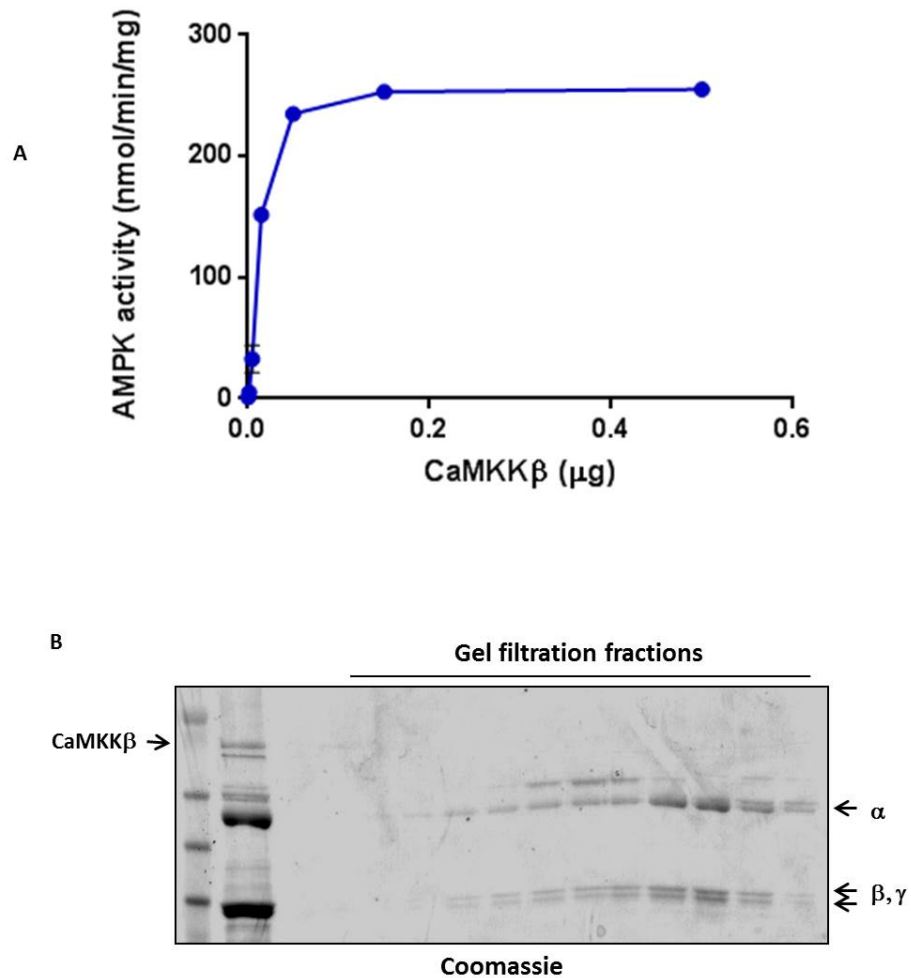 A
AMPK activity (nmol/min/mg)
300
200
100
0
0.0 0.2 0.4 0.6
CaMKKβ (μg)
B
Gel filtration fractions
CaMKKβ
α
β, γ
Coomassie